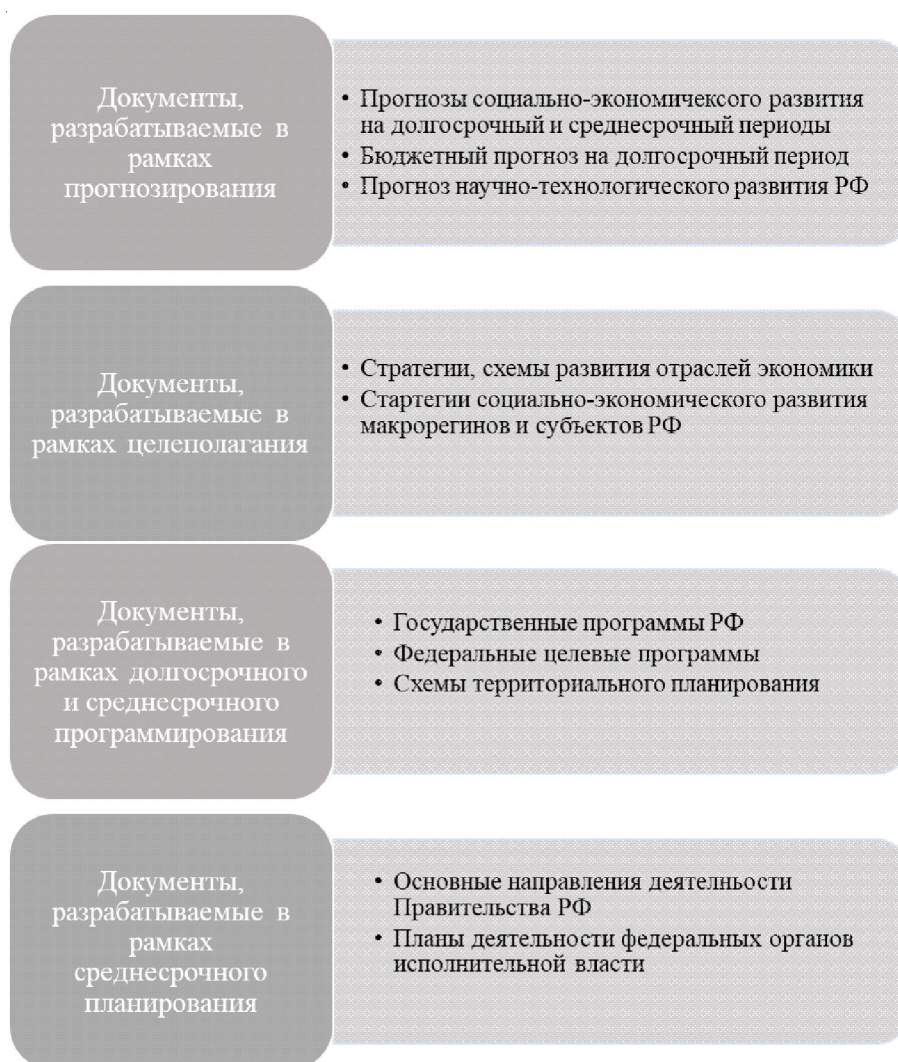 Документы,
разрабатываемые в
рамках
прогнозирования
• Прогнозы социально-экономичексого развития
на долгосрочный и среднесрочный периоды
• Бюджетный прогноз на долгосрочный период
• Прогноз научно-технологического развития РФ
Документы,
разрабатываемые в
рамках целеполагания
• Стратегии, схемы развития отраслей экономики
• Стартегии социально-экономического развития
макрорегинов и субъектов РФ
Документы,
разрабатываемые в
рамках долгосрочного
и среднесрочного
программирования
• Государственные программы РФ
• Федеральные целевые программы
• Схемы территориального планирования
Документы,
разрабатываемые в
рамках
среднесрочного
планирования
• Основные направления деятелньости
Правительства РФ
• Планы деятельности федеральных органов
исполнительной власти